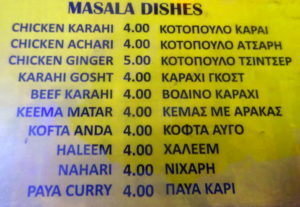 MASALA DISHES
CHICKEN KARAHI 4.00 ΚΟΤΟΠΟΥΛΟ ΚΑΡΑΙ
CHICKEN ACHARI 4.00 ΚΟΤΟΠΟΥΛΟ ΑΤΣΑΡΗ
CHICKEN GINGER 5.00 ΚΟΤΟΠΟΥΛΟ ΤΣΙΝΤΣΕΡ
KARAHI GOSHT 4.00 ΚΑΡΑΧΙ ΓΚΟΣΤ
BEEF KARAHI 4.00 ΒΟΔΙΝΟ ΚΑΡΑΧΙ
KEEMA MATAR 4.00 ΚΕΜΑΣ ΜΕ ΑΡΑΚΑΣ
KOFTA ANDA 4.00 ΚΟΦΤΑ ΑΥΓΟ
HALEEM 4.00 ΧΑΛΕΕΜ
NAHARI 4.00 ΝΙΧΑΡΗ
PAYA CURRY 4.00 ΠΑΥΑ ΚΑΡΙ